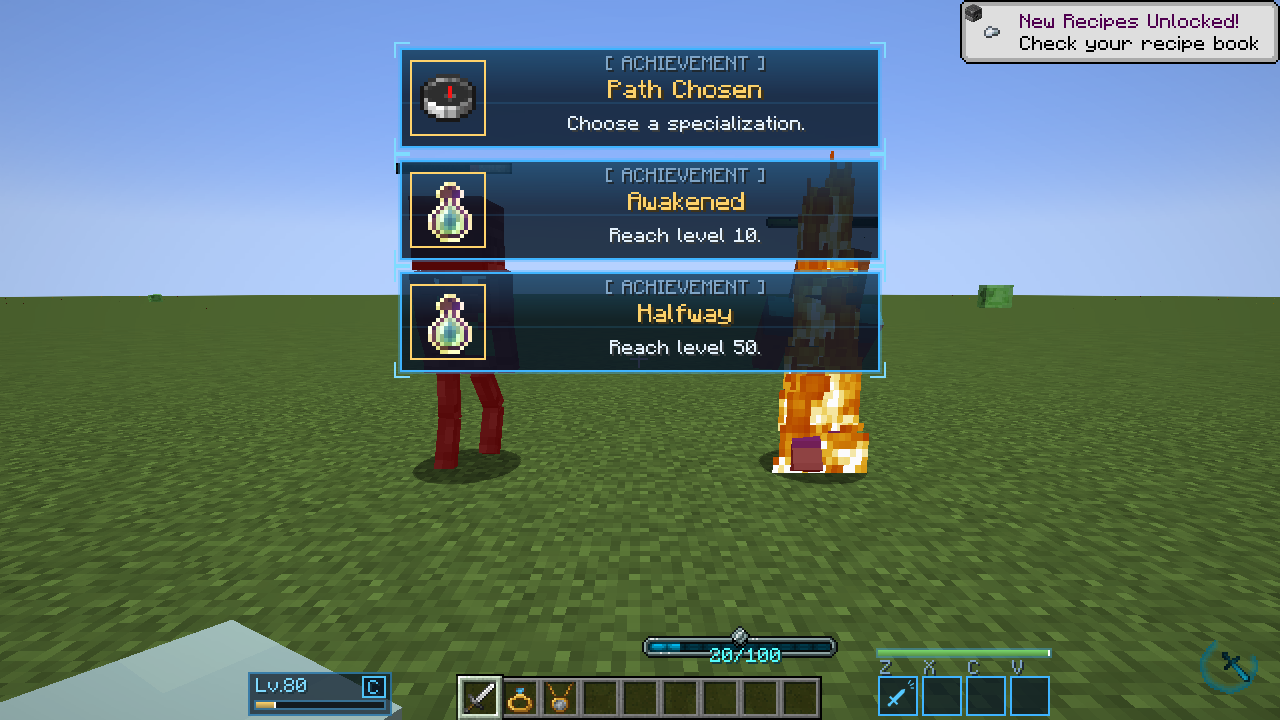 New Recipes Unlocked!
Check your recipe book
[ ACHIEVEMENT ]
Path Chosen
Choose a specialization.
[ ACHIEVEMENT ]
Awakened
Reach level 10.
[ ACHIEVEMENT ]
Halfway
Reach level 50.
20/100
Z X C V
Lv.80 C